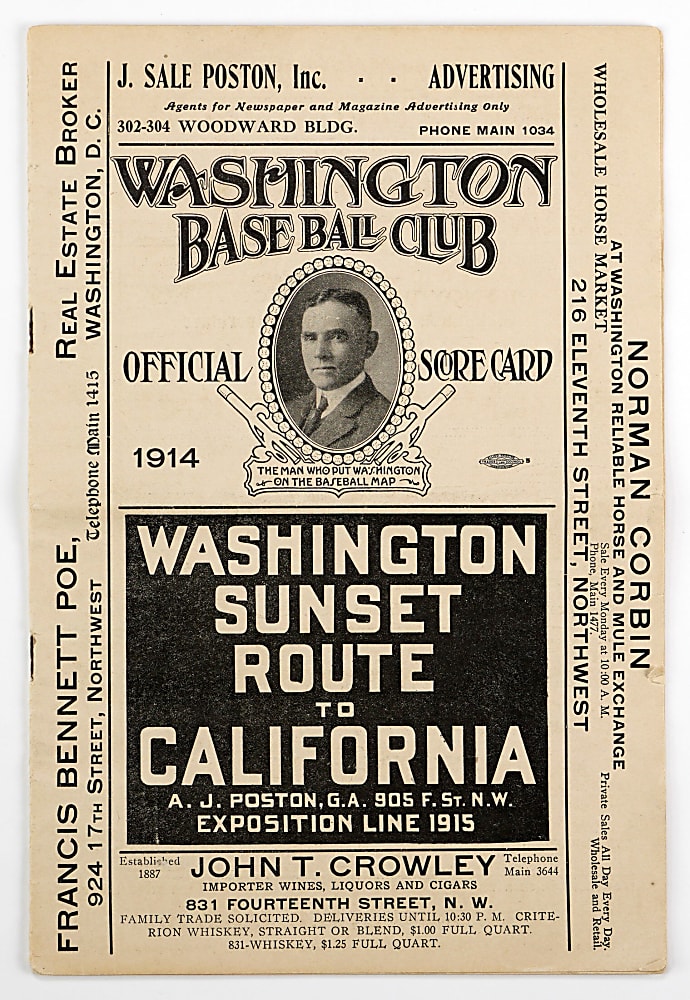 J. SALE POSTON, Inc. - - ADVERTISING
Agents for Newspaper and Magazine Advertising Only
302-304 WOODWARD BLDG. PHONE MAIN 1034
WASHINGTON
BASE BALL CLUB
OFFICIAL SCORE CARD
1914
THE MAN WHO PUT WASHINGTON
ON THE BASEBALL MAP
WASHINGTON
SUNSET
ROUTE
TO
CALIFORNIA
A. J. POSTON, G.A. 905 F. ST. N.W.
EXPOSITION LINE 1915
Established
1887
JOHN T. CROWLEY
Telephone
Main 3644
IMPORTER WINES, LIQUORS AND CIGARS
831 FOURTEENTH STREET, N. W.
FAMILY TRADE SOLICITED. DELIVERIES UNTIL 10:30 P. M. CRITE-
RION WHISKEY, STRAIGHT OR BLEND, $1.00 FULL QUART.
831-WHISKEY, $1.25 FULL QUART.
FRANCIS BENNETT POE, REAL ESTATE BROKER
924 17TH STREET, NORTHWEST Telephone Main 1415 WASHINGTON, D. C.
NORMAN CORBIN
AT WASHINGTON RELIABLE HORSE AND MULE EXCHANGE
WHOLESALE HORSE MARKET
Sale Every Monday at 10:00 A. M.
Phone, Main 1477.
Private Sales All Day Every Day.
Wholesale and Retail.
216 ELEVENTH STREET, NORTHWEST